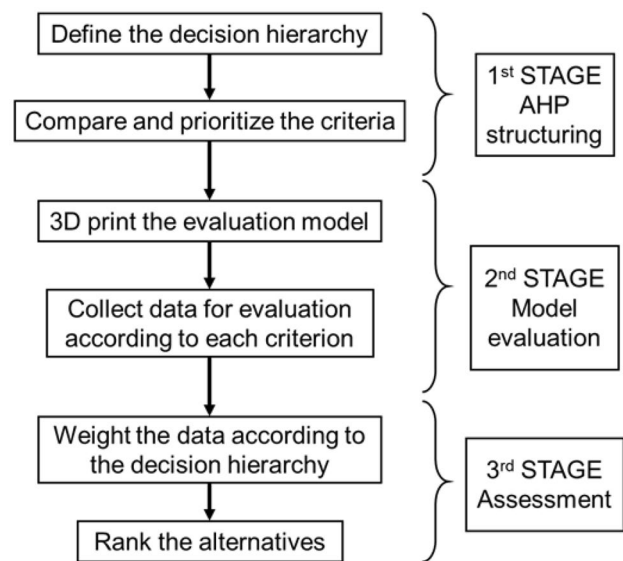 Define the decision hierarchy
Compare and prioritize the criteria
1st STAGE
AHP
structuring
3D print the evaluation model
Collect data for evaluation
according to each criterion
2nd STAGE
Model
evaluation
Weight the data according to
the decision hierarchy
Rank the alternatives
3rd STAGE
Assessment